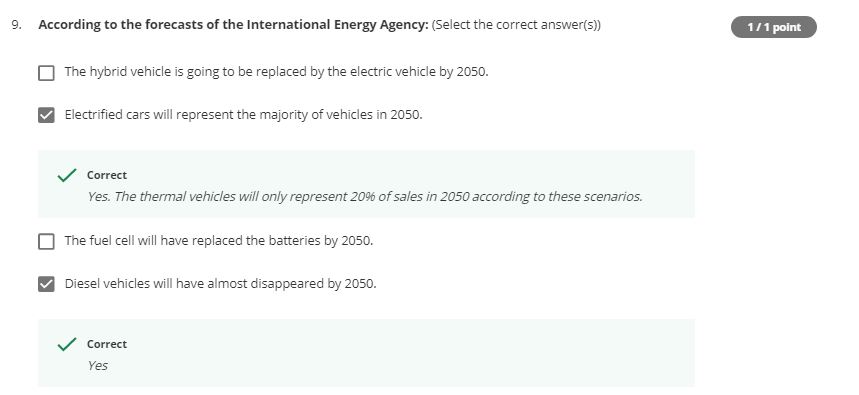 9. According to the forecasts of the International Energy Agency: (Select the correct answer(s))
1 / 1 point
The hybrid vehicle is going to be replaced by the electric vehicle by 2050.
Electrified cars will represent the majority of vehicles in 2050.
Correct
Yes. The thermal vehicles will only represent 20% of sales in 2050 according to these scenarios.
The fuel cell will have replaced the batteries by 2050.
Diesel vehicles will have almost disappeared by 2050.
Correct
Yes